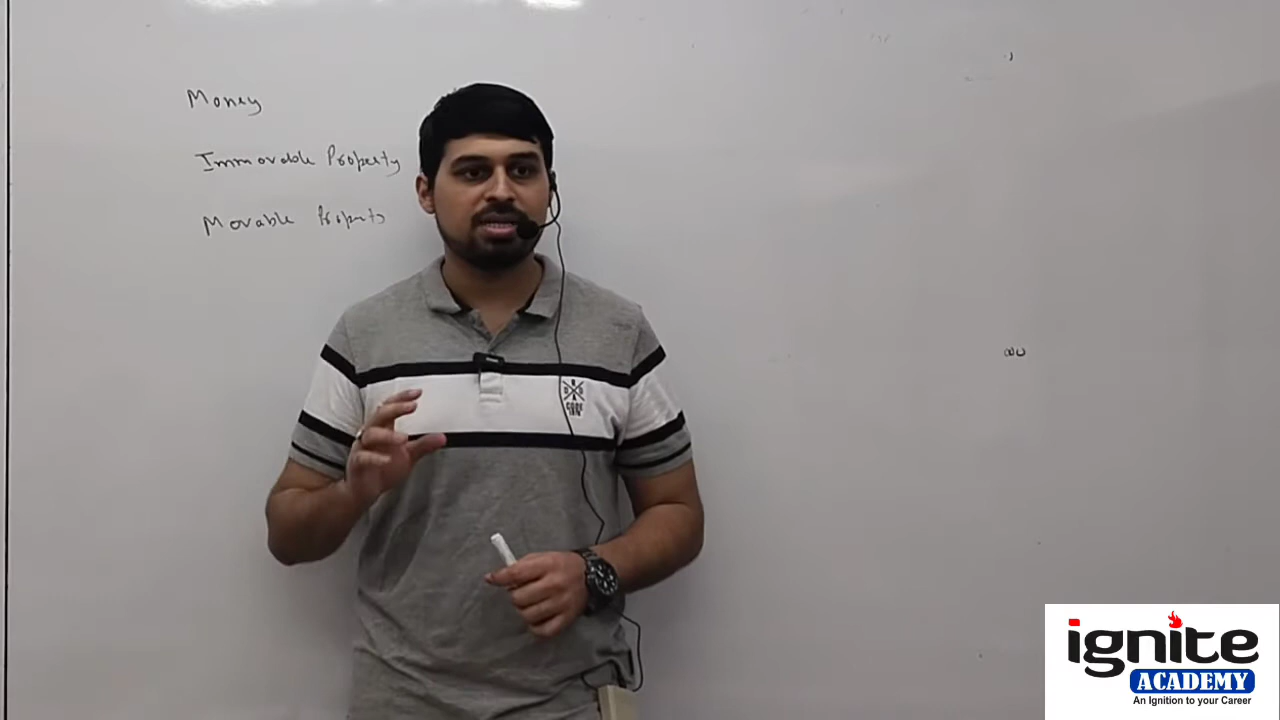 Money
Immovable Property
Movable Property
ignite
ACADEMY
An Ignition to your Career